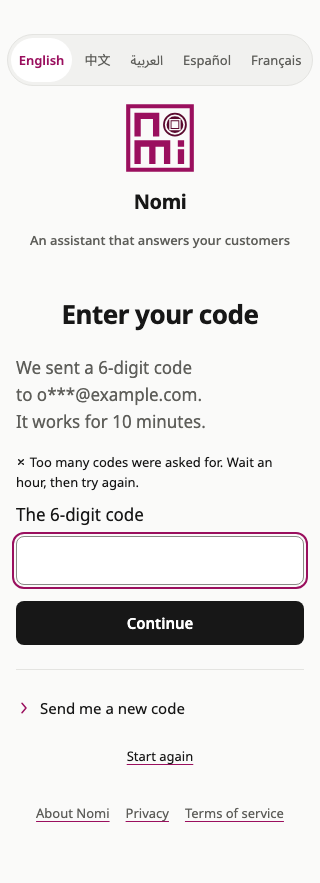 English 中文 العربية Español Français
nomi
Nomi
An assistant that answers your customers
Enter your code
We sent a 6-digit code
to o***@example.com.
It works for 10 minutes.
× Too many codes were asked for. Wait an
hour, then try again.
The 6-digit code
Continue
Send me a new code
Start again
About Nomi Privacy Terms of service